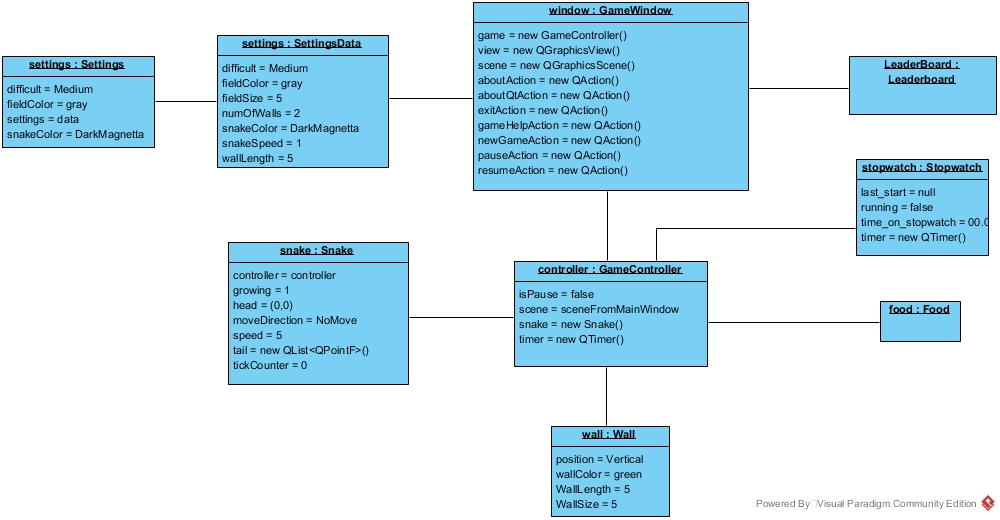 window : GameWindow
game = new GameController()
view = new QGraphicsView()
scene = new QGraphicsScene()
aboutAction = new QAction()
aboutQtAction = new QAction()
exitAction = new QAction()
gameHelpAction = new QAction()
newGameAction = new QAction()
pauseAction = new QAction()
resumeAction = new QAction()
settings : SettingsData
difficult = Medium
fieldColor = gray
fieldSize = 5
numOfWalls = 2
snakeColor = DarkMagnetta
snakeSpeed = 1
wallLength = 5
settings : Settings
difficult = Medium
fieldColor = gray
settings = data
snakeColor = DarkMagnetta
LeaderBoard :
Leaderboard
stopwatch : Stopwatch
last_start = null
running = false
time_on_stopwatch = 00.0
timer = new QTimer()
snake : Snake
controller = controller
growing = 1
head = (0,0)
moveDirection = NoMove
speed = 5
tail = new QList<QPointF>()
tickCounter = 0
controller : GameController
isPause = false
scene = sceneFromMainWindow
snake = new Snake()
timer = new QTimer()
food : Food
wall : Wall
position = Vertical
wallColor = green
WallLength = 5
WallSize = 5
Powered By Visual Paradigm Community Edition